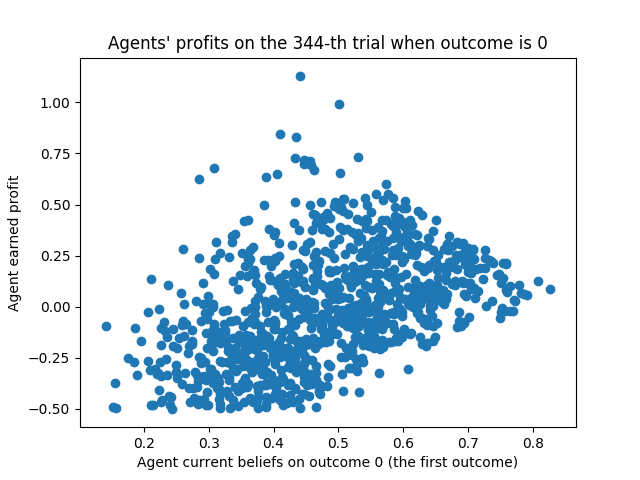 Agents' profits on the 344-th trial when outcome is 0
1.00
0.75
0.50
0.25
0.00
−0.25
−0.50
Agent earned profit
0.2 0.3 0.4 0.5 0.6 0.7 0.8
Agent current beliefs on outcome 0 (the first outcome)